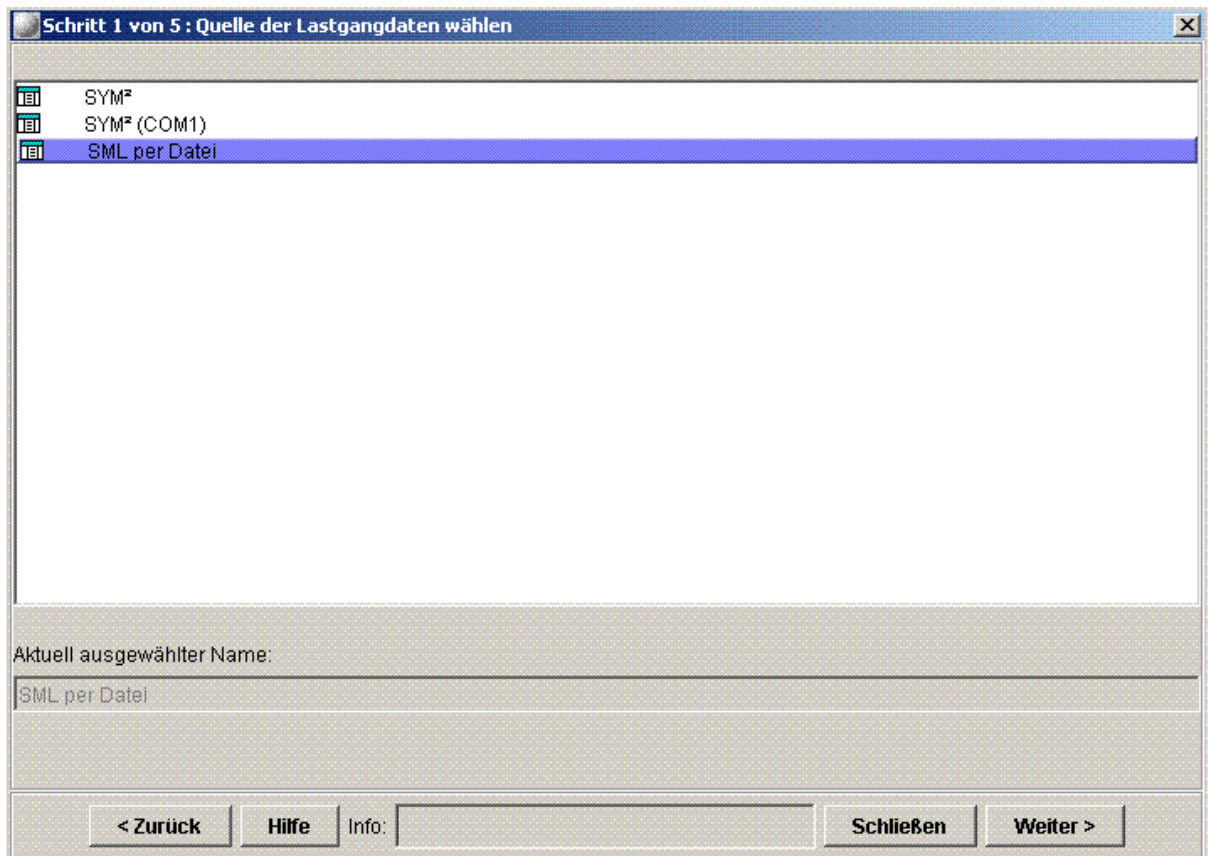 Schritt 1 von 5 : Quelle der Lastgangdaten wählen
SYM²
SYM² (COM1)
SML per Datei
Aktuell ausgewählter Name:
SML per Datei
< Zurück
Hilfe
Info:
Schließen
Weiter >